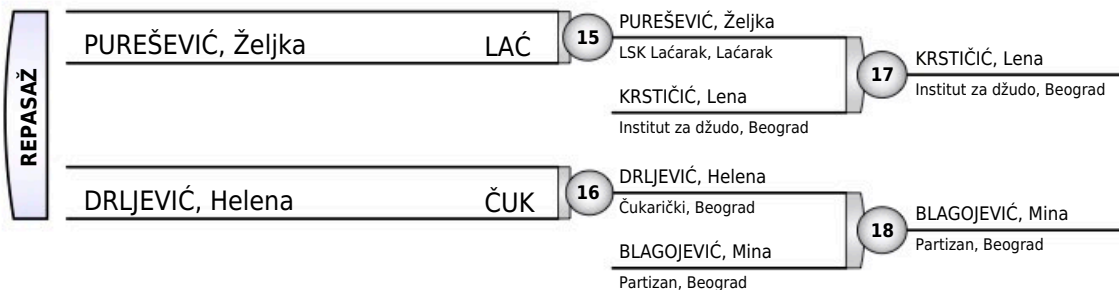 REPASAŽ
PUREŠEVIĆ, Željka LAĆ
15
PUREŠEVIĆ, Željka
LSK Laćarak, Laćarak
KRSTIČIĆ, Lena
Institut za džudo, Beograd
17
KRSTIČIĆ, Lena
Institut za džudo, Beograd
DRLJEVIĆ, Helena ČUK
16
DRLJEVIĆ, Helena
Čukarički, Beograd
BLAGOJEVIĆ, Mina
Partizan, Beograd
18
BLAGOJEVIĆ, Mina
Partizan, Beograd